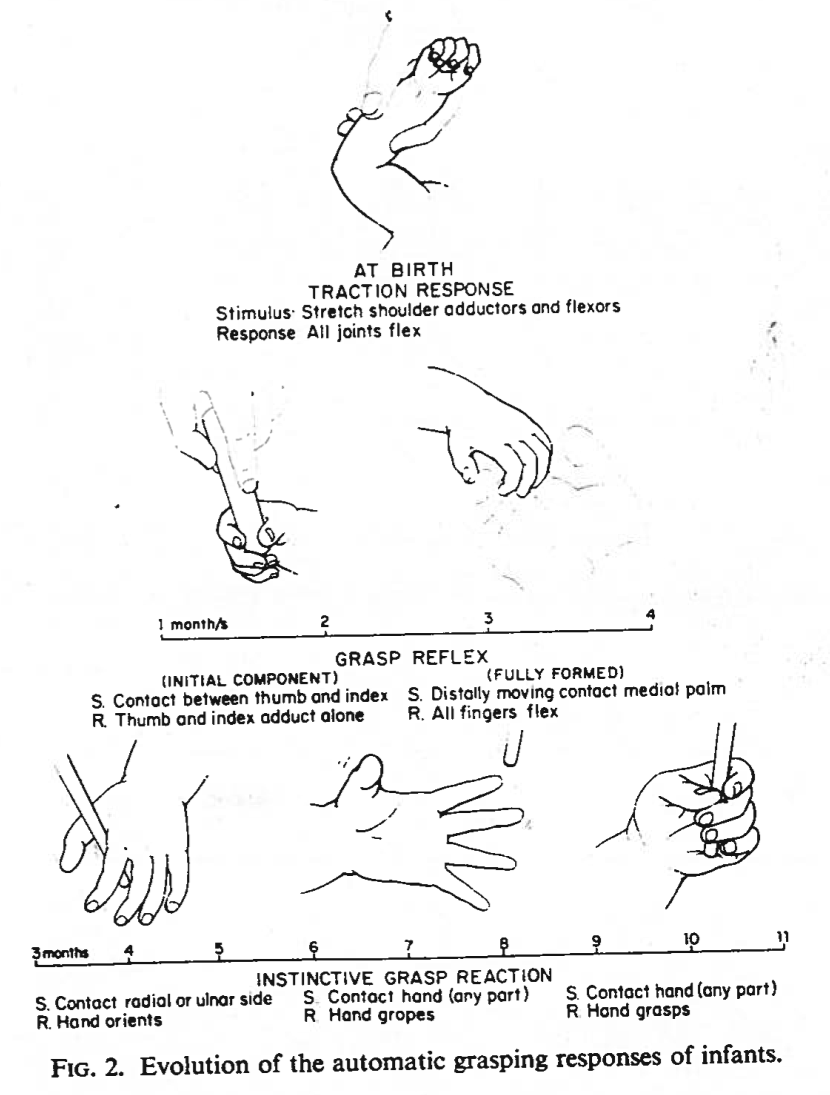 AT BIRTH
TRACTION RESPONSE
Stimulus· Stretch shoulder adductors and flexors
Response All joints flex
1 month/s 2 3 4
GRASP REFLEX
(INITIAL COMPONENT) (FULLY FORMED)
S. Contact between thumb and index S. Distally moving contact medial palm
R. Thumb and index adduct alone R. All fingers flex
3 months 4 5 6 7 8 9 10 11
INSTINCTIVE GRASP REACTION
S. Contact radial or ulnar side S. Contact hand (any part) S. Contact hand (any part)
R. Hand orients R Hand gropes R Hand grasps
FIG. 2. Evolution of the automatic grasping responses of infants.